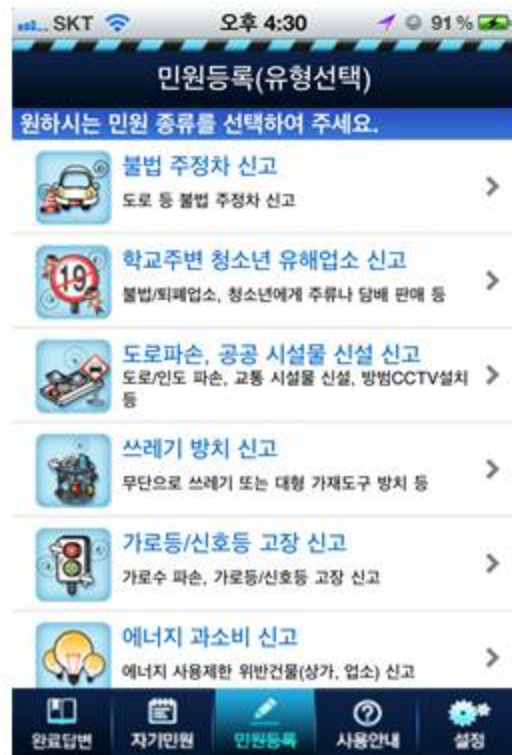 SKT 오후 4:30 91%
민원등록(유형선택)
원하시는 민원 종류를 선택하여 주세요.
불법 주정차 신고
도로 등 불법 주정차 신고
19
학교주변 청소년 유해업소 신고
불법/퇴폐업소, 청소년에게 주류나 담배 판매 등
도로파손, 공공 시설물 신설 신고
도로/인도 파손, 교통 시설물 신설, 방범CCTV설치
등
쓰레기 방치 신고
무단으로 쓰레기 또는 대형 가재도구 방치 등
가로등/신호등 고장 신고
가로수 파손, 가로등/신호등 고장 신고
에너지 과소비 신고
에너지 사용제한 위반건물(상가, 업소) 신고
완료답변 자기민원 민원등록 사용안내 설정